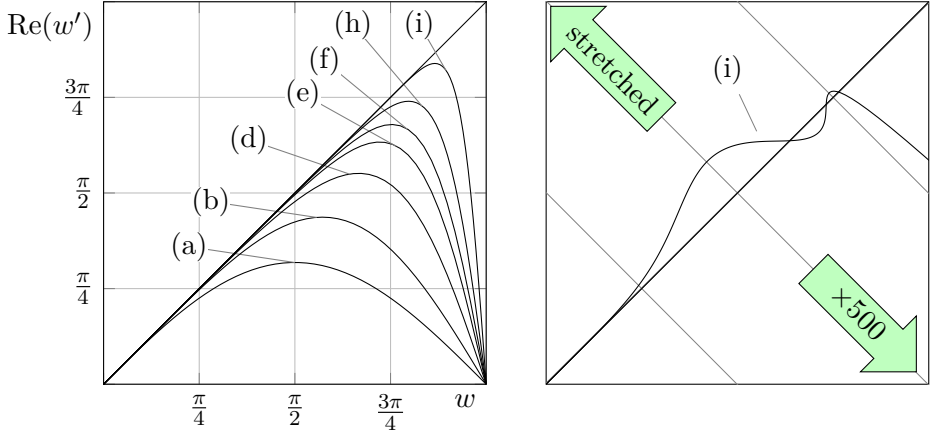 Re(w′)
(h)
(i)
(f)
3π/4
(e)
(d)
π/2
(b)
(a)
π/4
π/4
π/2
3π/4
w
stretched
(i)
×500